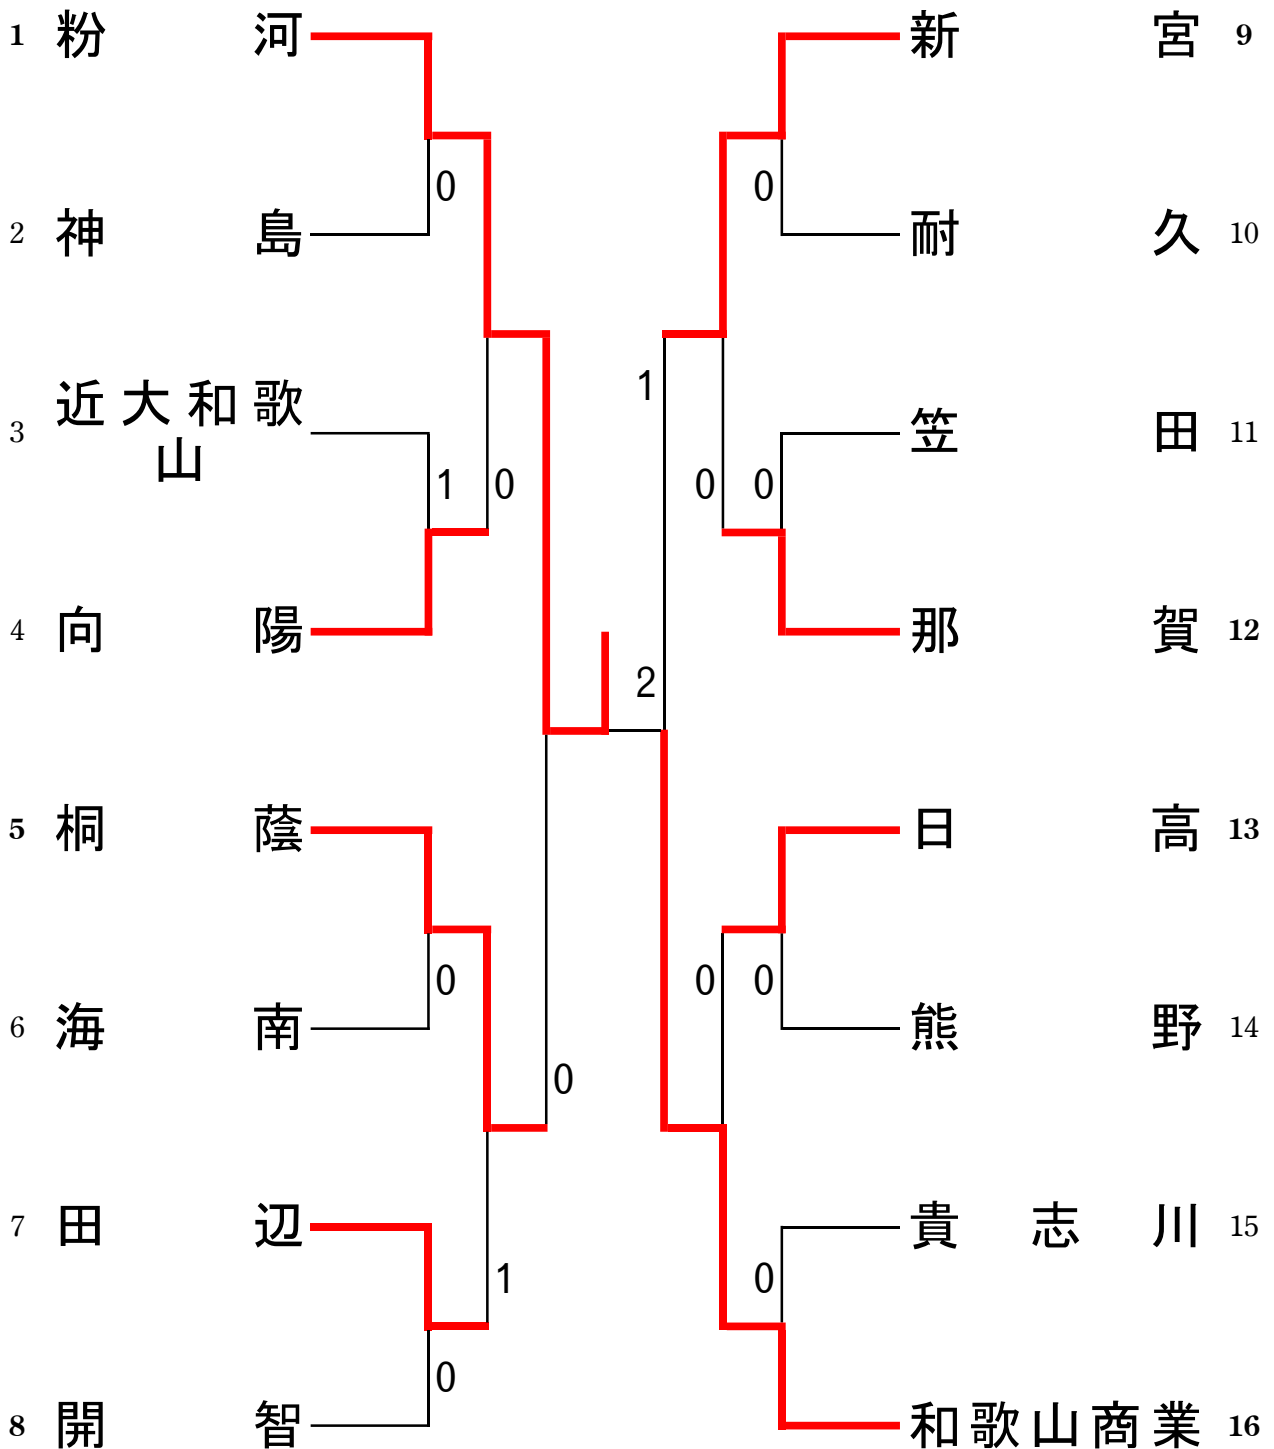 1 粉河
2 神島
3 近大和歌
山
4 向陽
5 桐蔭
6 海南
7 田辺
8 開智
0
1
0
0
0
1
0
2
1
0
0
0
0
0
0
新宮 9
耐久 10
笠田 11
那賀 12
日高 13
熊野 14
貴志川 15
和歌山商業 16